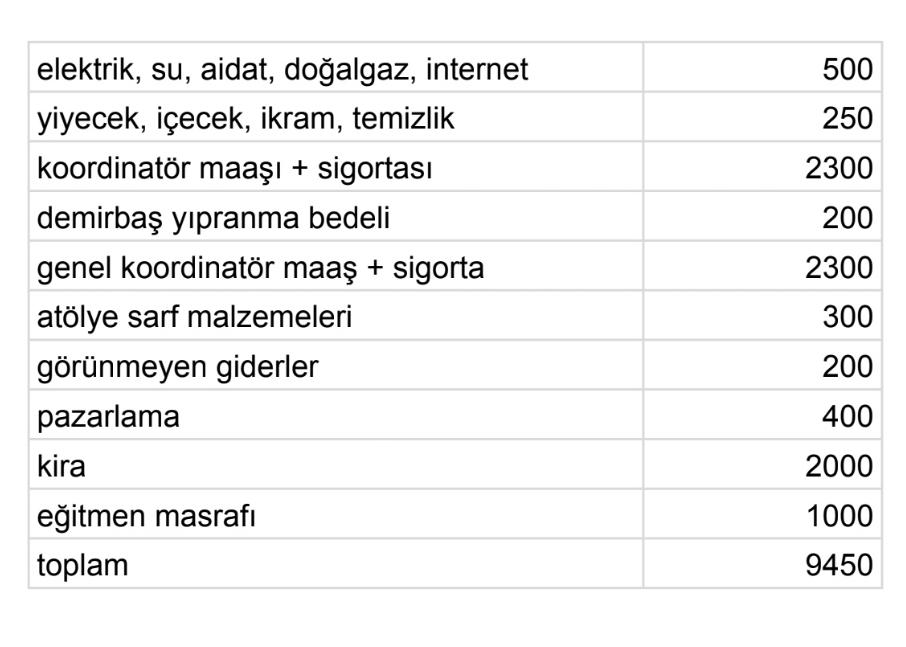 elektrik, su, aidat, doğalgaz, internet 500
yiyecek, içecek, ikram, temizlik 250
koordinatör maaşı + sigortası 2300
demirbaş yıpranma bedeli 200
genel koordinatör maaş + sigorta 2300
atölye sarf malzemeleri 300
görünmeyen giderler 200
pazarlama 400
kira 2000
eğitmen masrafı 1000
toplam 9450